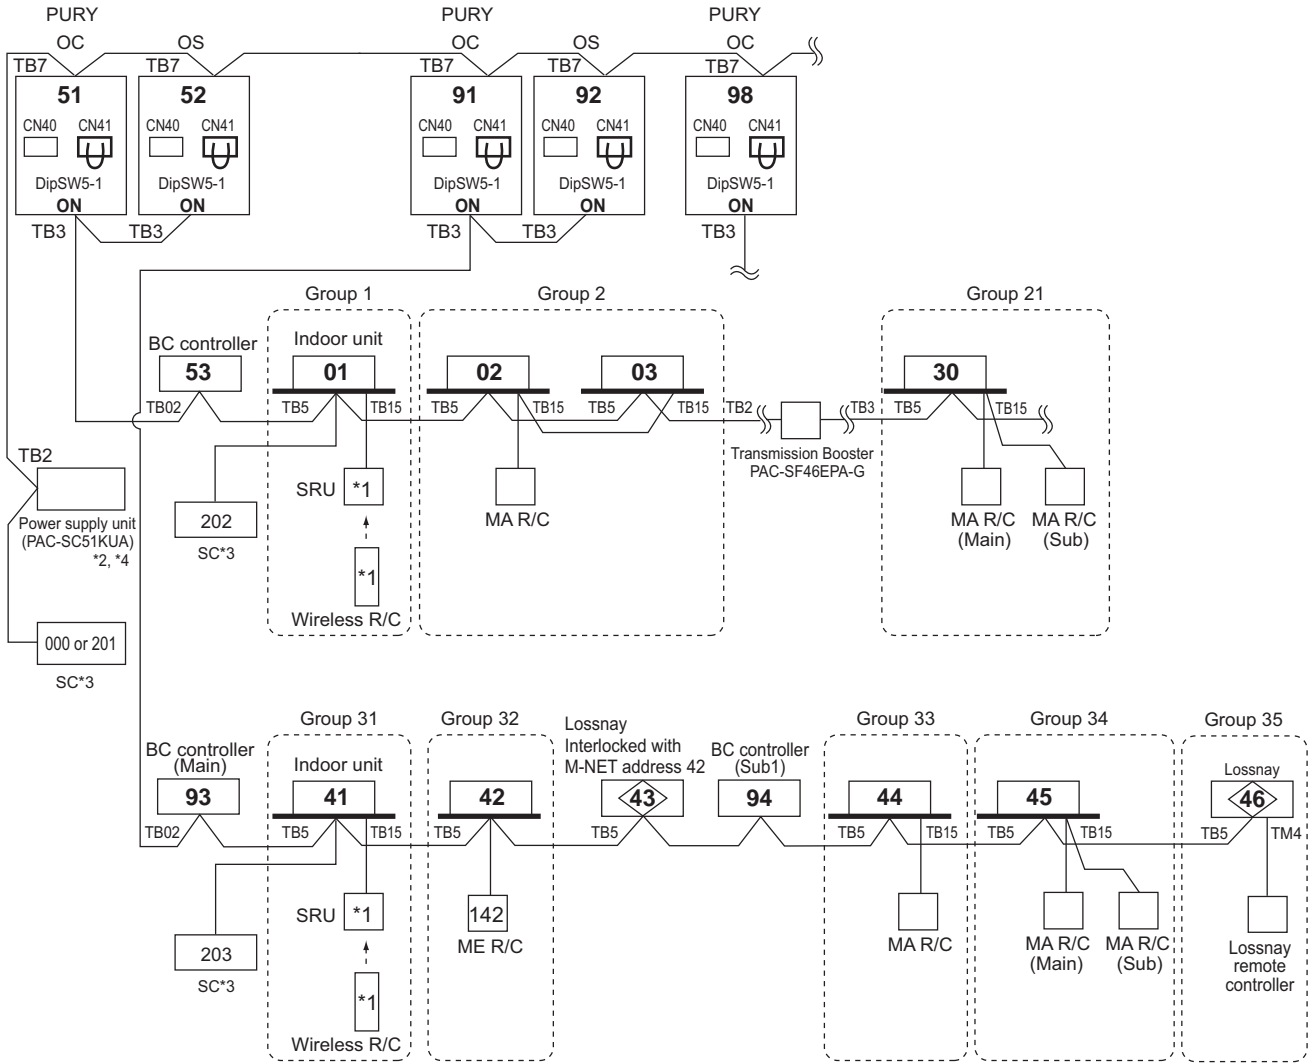 PURY PURY PURY
OC OS OC OS OC
TB7 TB7 TB7 TB7 TB7
51 52 91 92 98
CN40 CN41 CN40 CN41 CN40 CN41 CN40 CN41 CN40 CN41
DipSW5-1 DipSW5-1 DipSW5-1 DipSW5-1 DipSW5-1
ON ON ON ON ON
TB3 TB3 TB3 TB3 TB3
Group 1 Group 2 Group 21
BC controller Indoor unit
53 01 02 03 30
TB02 TB5 TB15 TB5 TB15 TB5 TB15 TB2 TB3 TB5 TB15
Transmission Booster
PAC-SF46EPA-G
TB2
Power supply unit
(PAC-SC51KUA)
*2, *4
202
SC*3
SRU *1
*1
Wireless R/C
MA R/C
MA R/C
(Main)
MA R/C
(Sub)
000 or 201
SC*3
Group 31 Group 32 Group 33 Group 34 Group 35
Lossnay
Interlocked with
M-NET address 42
BC controller
(Main)
Indoor unit
BC controller
(Sub1)
Lossnay
93 41 42 43 94 44 45 46
TB02 TB5 TB15 TB5 TB5 TB5 TB15 TB5 TB15 TB5 TM4
203
SC*3
SRU *1
*1
Wireless R/C
142
ME R/C
MA R/C
MA R/C
(Main)
MA R/C
(Sub)
Lossnay
remote
controller